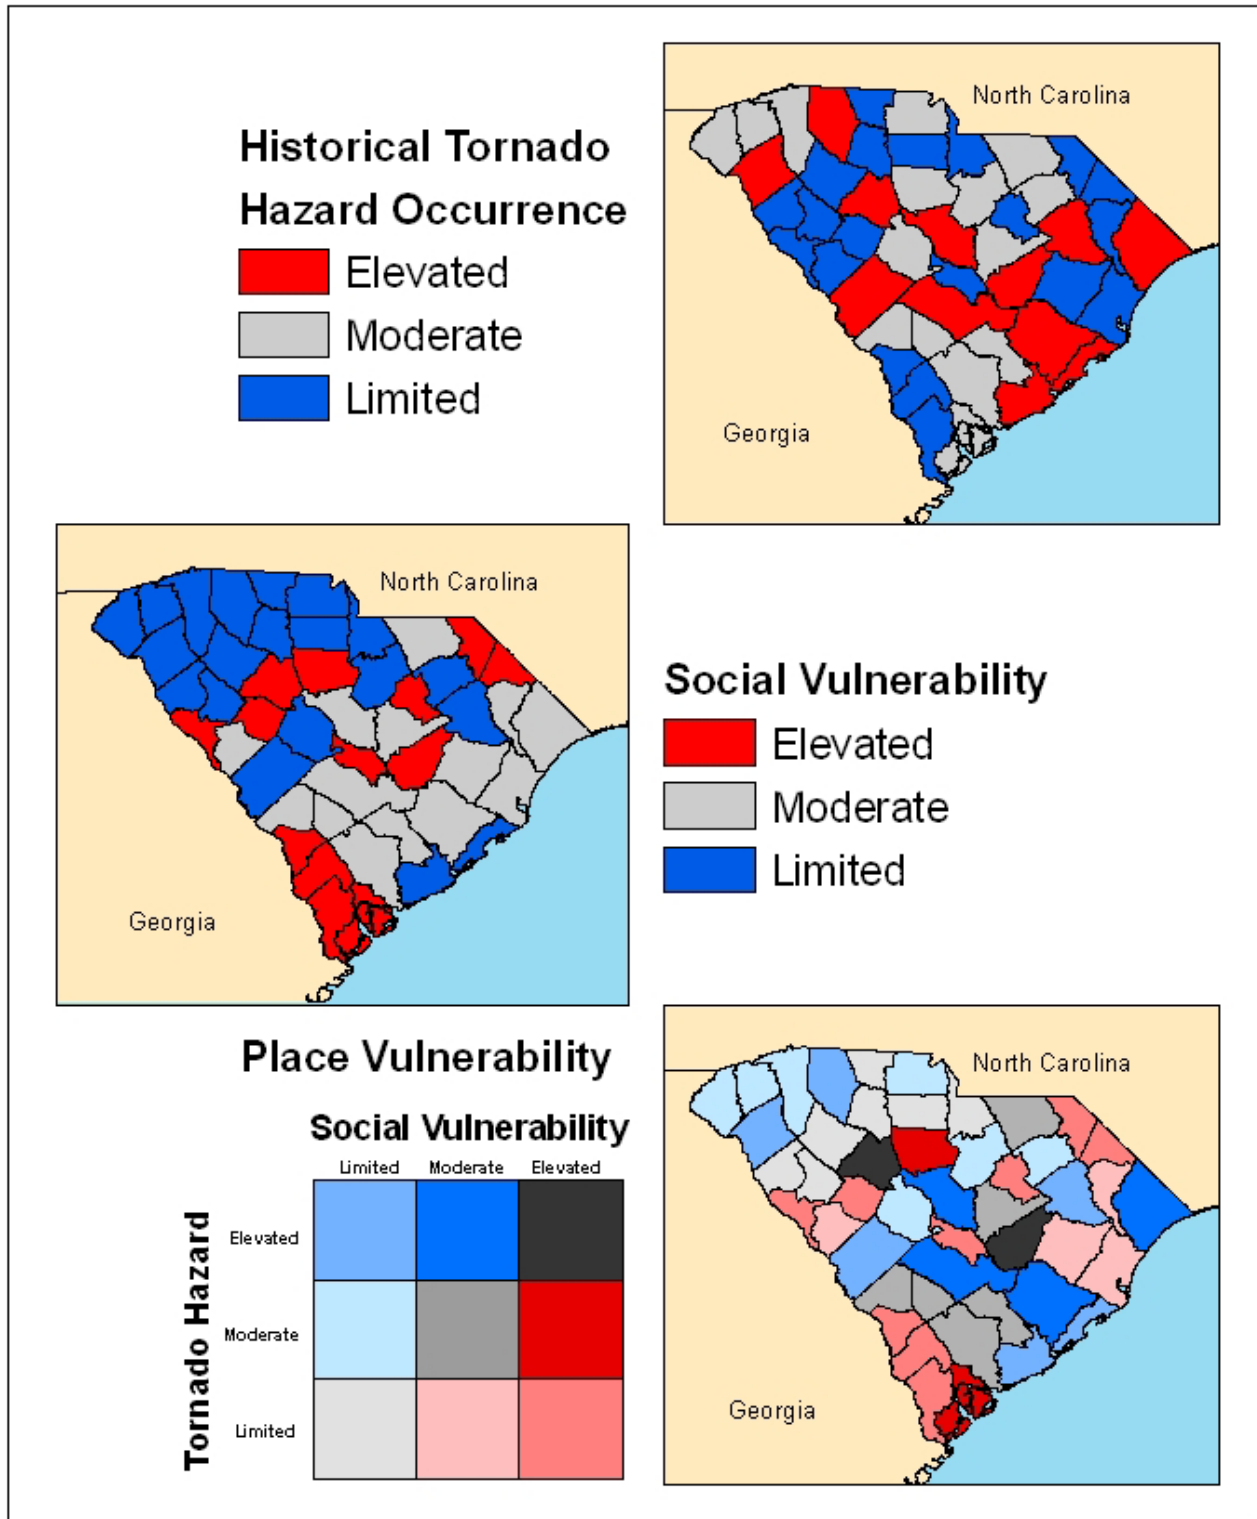 North Carolina
Historical Tornado
Hazard Occurrence
Elevated
Moderate
Limited
Georgia
North Carolina
Social Vulnerability
Elevated
Moderate
Limited
Georgia
Place Vulnerability
North Carolina
Social Vulnerability
Limited
Moderate
Elevated
Tornado Hazard
Elevated
Moderate
Limited
Georgia